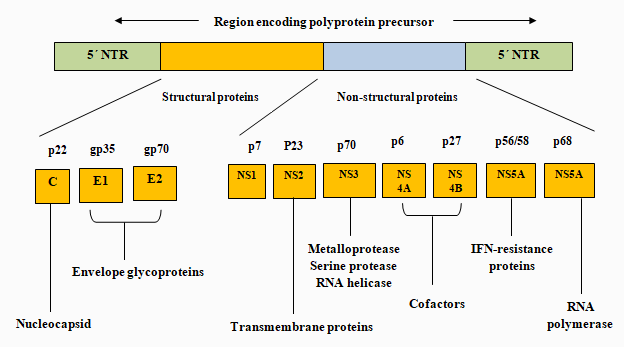 Region encoding polyprotein precursor
5´ NTR
5´ NTR
Structural proteins
Non-structural proteins
p22
gp35
gp70
p7
P23
p70
p6
p27
p56/58
p68
C
E1
E2
NS1
NS2
NS3
NS
4A
NS
4B
NS5A
NS5A
Envelope glycoproteins
Metalloprotease
Serine protease
RNA helicase
IFN-resistance
proteins
Cofactors
Nucleocapsid
Transmembrane proteins
RNA
polymerase